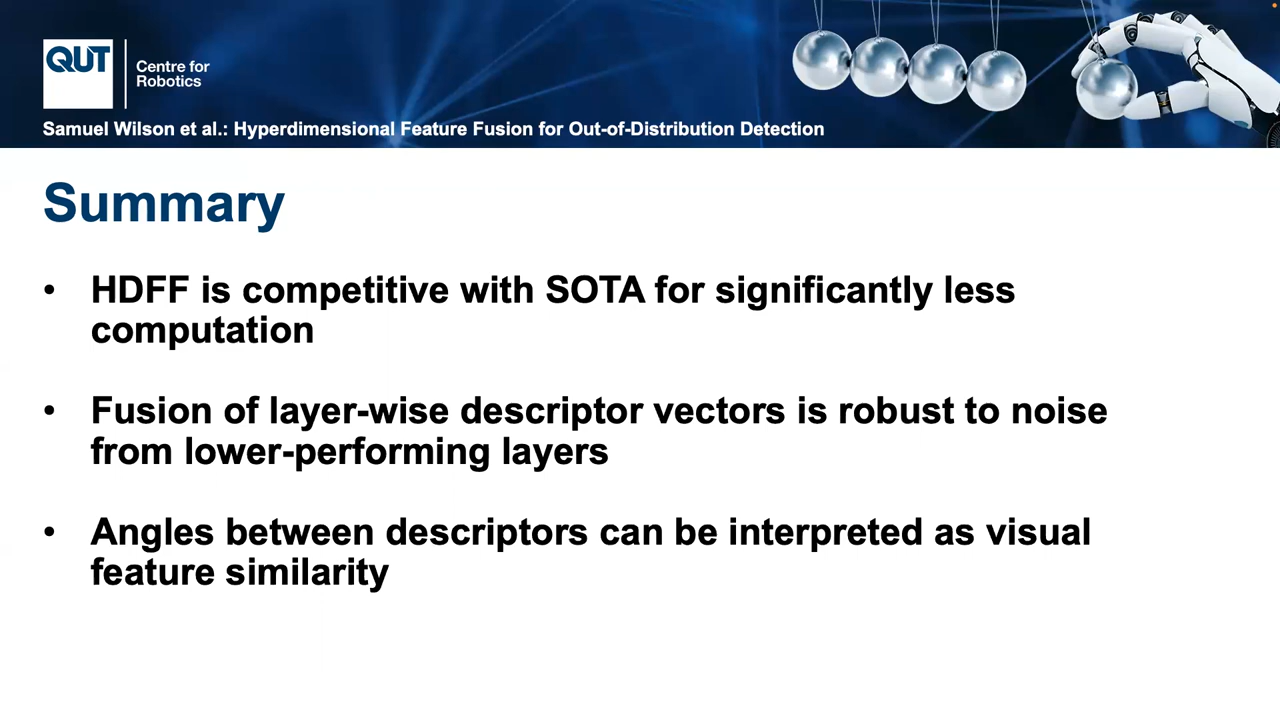 QUT
Centre for
Robotics
Samuel Wilson et al.: Hyperdimensional Feature Fusion for Out-of-Distribution Detection
Summary
• HDFF is competitive with SOTA for significantly less
computation
• Fusion of layer-wise descriptor vectors is robust to noise
from lower-performing layers
• Angles between descriptors can be interpreted as visual
feature similarity